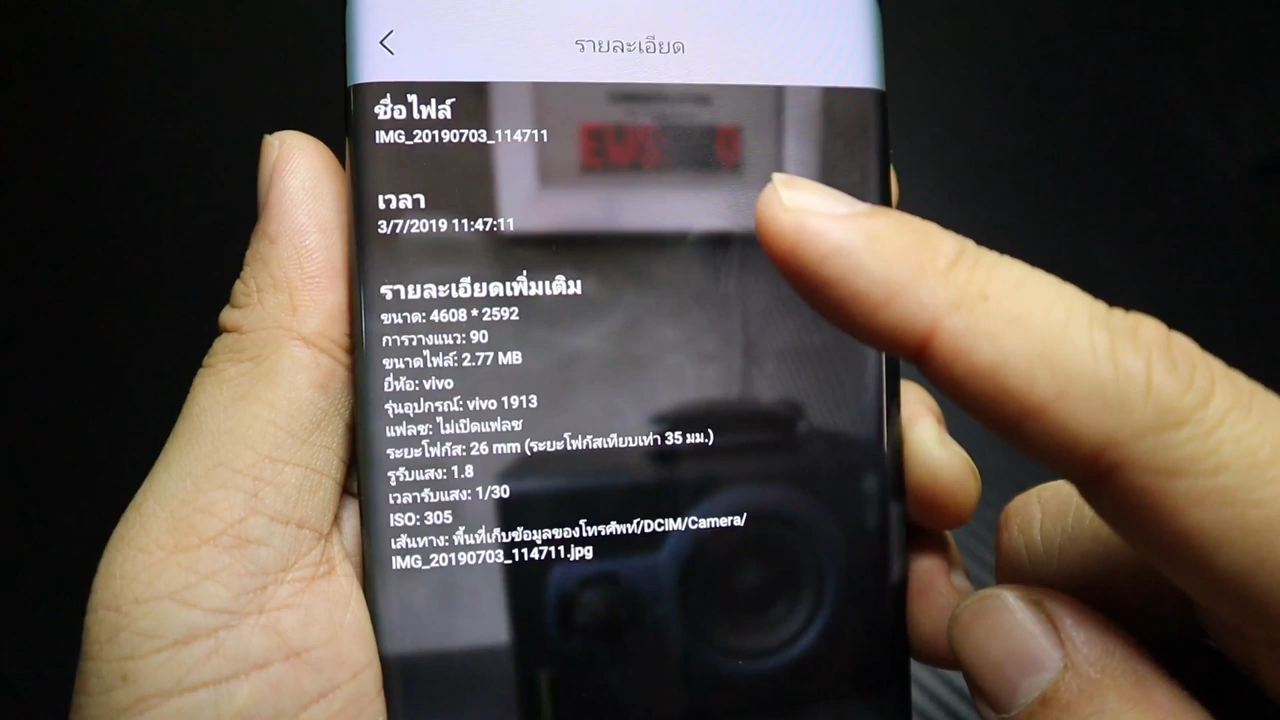 รายละเอียด
ชื่อไฟล์
IMG_20190703_114711
เวลา
3/7/2019 11:47:11
รายละเอียดเพิ่มเติม
ขนาด: 4608 * 2592
การวางแนว: 90
ขนาดไฟล์: 2.77 MB
ยี่ห้อ: vivo
รุ่นอุปกรณ์: vivo 1913
แฟลช: ไม่เปิดแฟลช
ระยะโฟกัส: 26 mm (ระยะโฟกัสเทียบเท่า 35 มม.)
รูรับแสง: 1.8
เวลารับแสง: 1/30
ISO: 305
เส้นทาง: พื้นที่เก็บข้อมูลของโทรศัพท์/DCIM/Camera/
IMG_20190703_114711.jpg